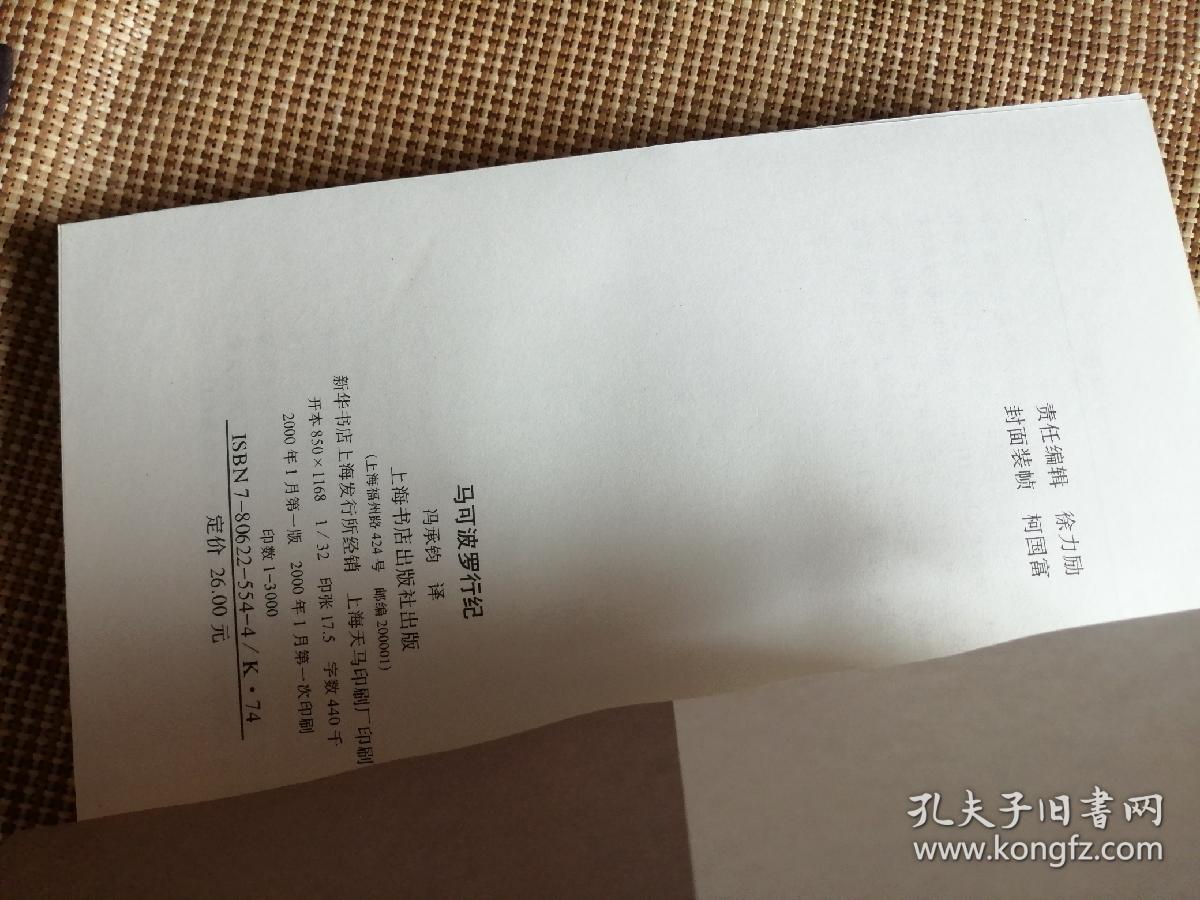 责任编辑　徐力励
封面装帧　柯国富
马可波罗行纪
冯承钧　译
上海书店出版社出版
(上海福州路424号　邮编200001)
新华书店上海发行所经销　上海天马印刷厂印刷
开本850×1168　1/32　印张17.5　字数440千
2000年1月第一版　2000年1月第一次印刷
印数1-3000
ISBN7-80622-554-4/K·74
定价 26.00元
孔夫子旧书网
www.kongfz.com